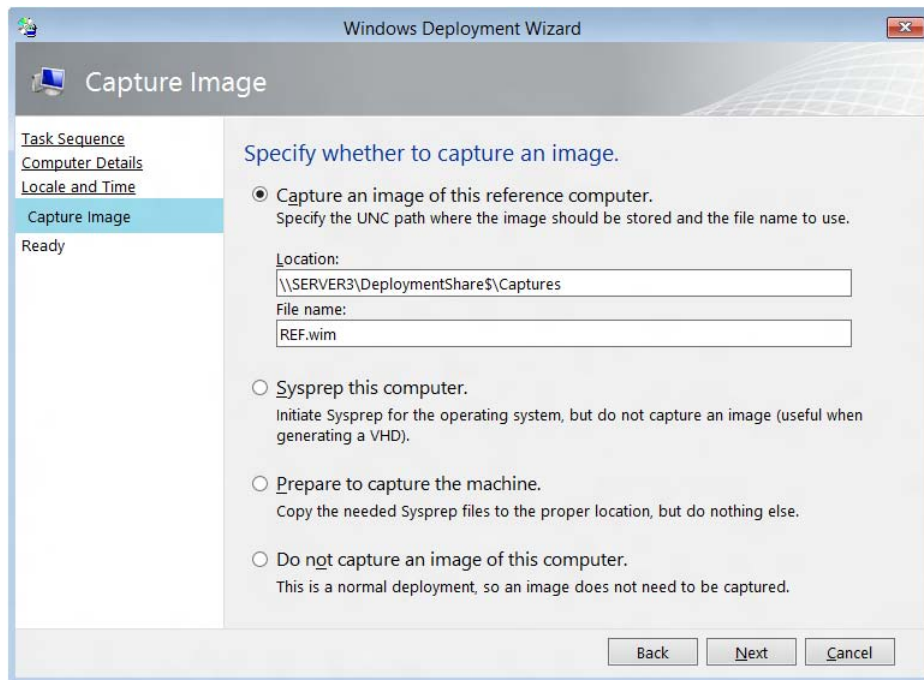 Windows Deployment Wizard
Capture Image
Task Sequence
Computer Details
Locale and Time
Capture Image
Ready
Specify whether to capture an image.
Capture an image of this reference computer.
Specify the UNC path where the image should be stored and the file name to use.
Location:
\\SERVER3\DeploymentShare$\Captures
File name:
REF.wim
Sysprep this computer.
Initiate Sysprep for the operating system, but do not capture an image (useful when
generating a VHD).
Prepare to capture the machine.
Copy the needed Sysprep files to the proper location, but do nothing else.
Do not capture an image of this computer.
This is a normal deployment, so an image does not need to be captured.
Back
Next
Cancel